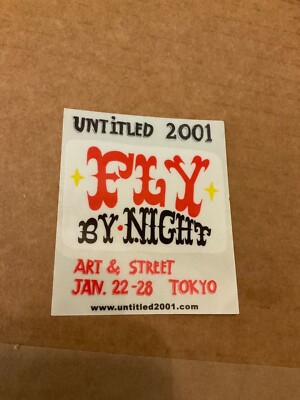 UNTiTLED 2001
FLY
BY·NIGHT
ART & STREET
JAN. 22-28 TOKYO
www.untitled2001.com